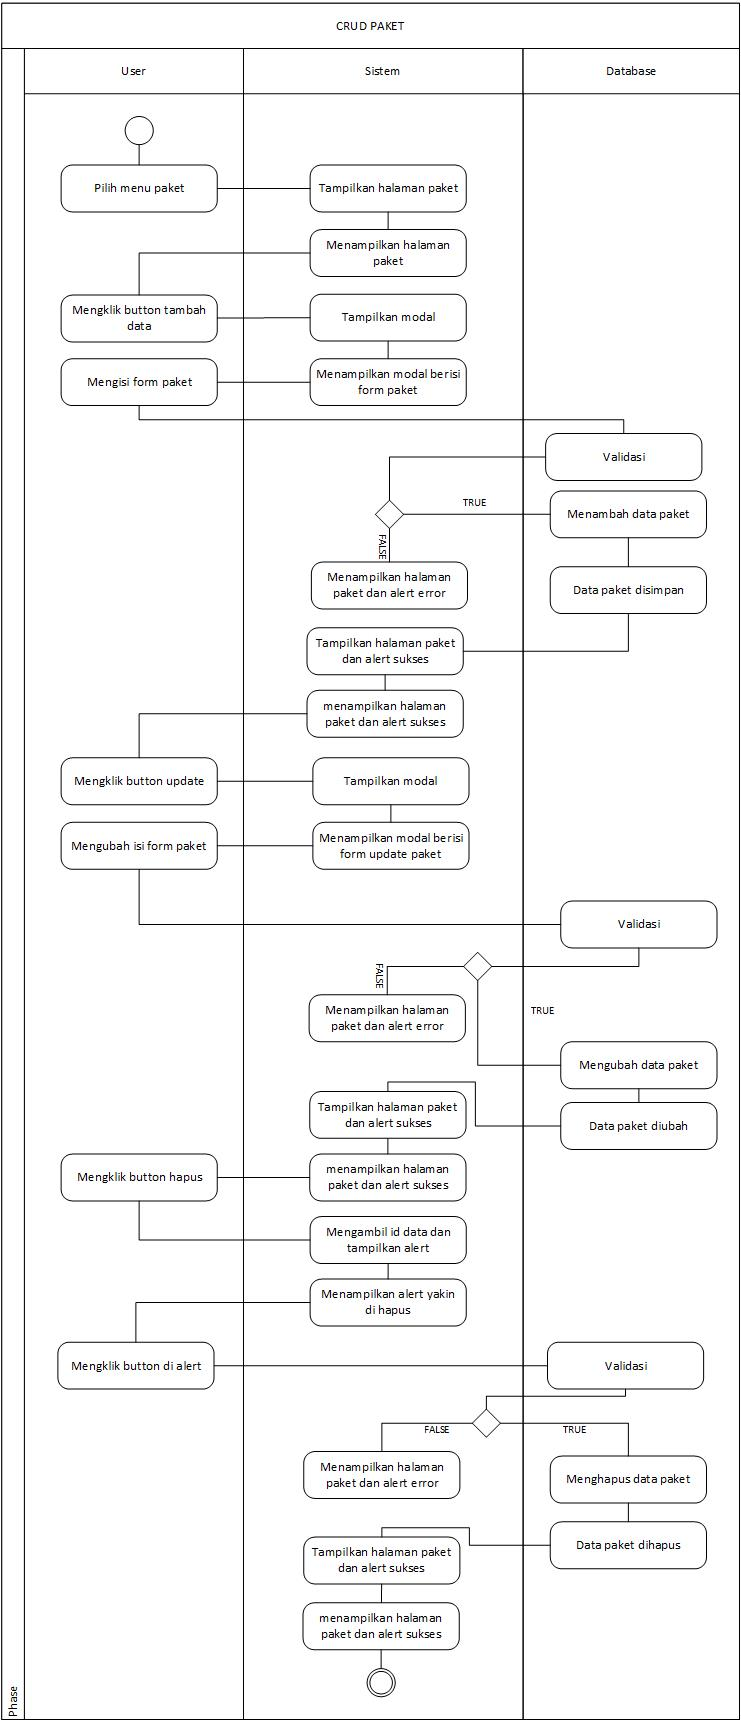 CRUD PAKET
User
Sistem
Database
Pilih menu paket
Tampilkan halaman paket
Menampilkan halaman
paket
Mengklik button tambah
data
Tampilkan modal
Mengisi form paket
Menampilkan modal berisi
form paket
Validasi
TRUE
Menambah data paket
FALSE
Menampilkan halaman
paket dan alert error
Data paket disimpan
Tampilkan halaman paket
dan alert sukses
menampilkan halaman
paket dan alert sukses
Mengklik button update
Tampilkan modal
Mengubah isi form paket
Menampilkan modal berisi
form update paket
Validasi
FALSE
Menampilkan halaman
paket dan alert error
TRUE
Mengubah data paket
Tampilkan halaman paket
dan alert sukses
Data paket diubah
Mengklik button hapus
menampilkan halaman
paket dan alert sukses
Mengambil id data dan
tampilkan alert
Menampilkan alert yakin
di hapus
Mengklik button di alert
Validasi
FALSE
TRUE
Menampilkan halaman
paket dan alert error
Menghapus data paket
Tampilkan halaman paket
dan alert sukses
Data paket dihapus
menampilkan halaman
paket dan alert sukses
Phase